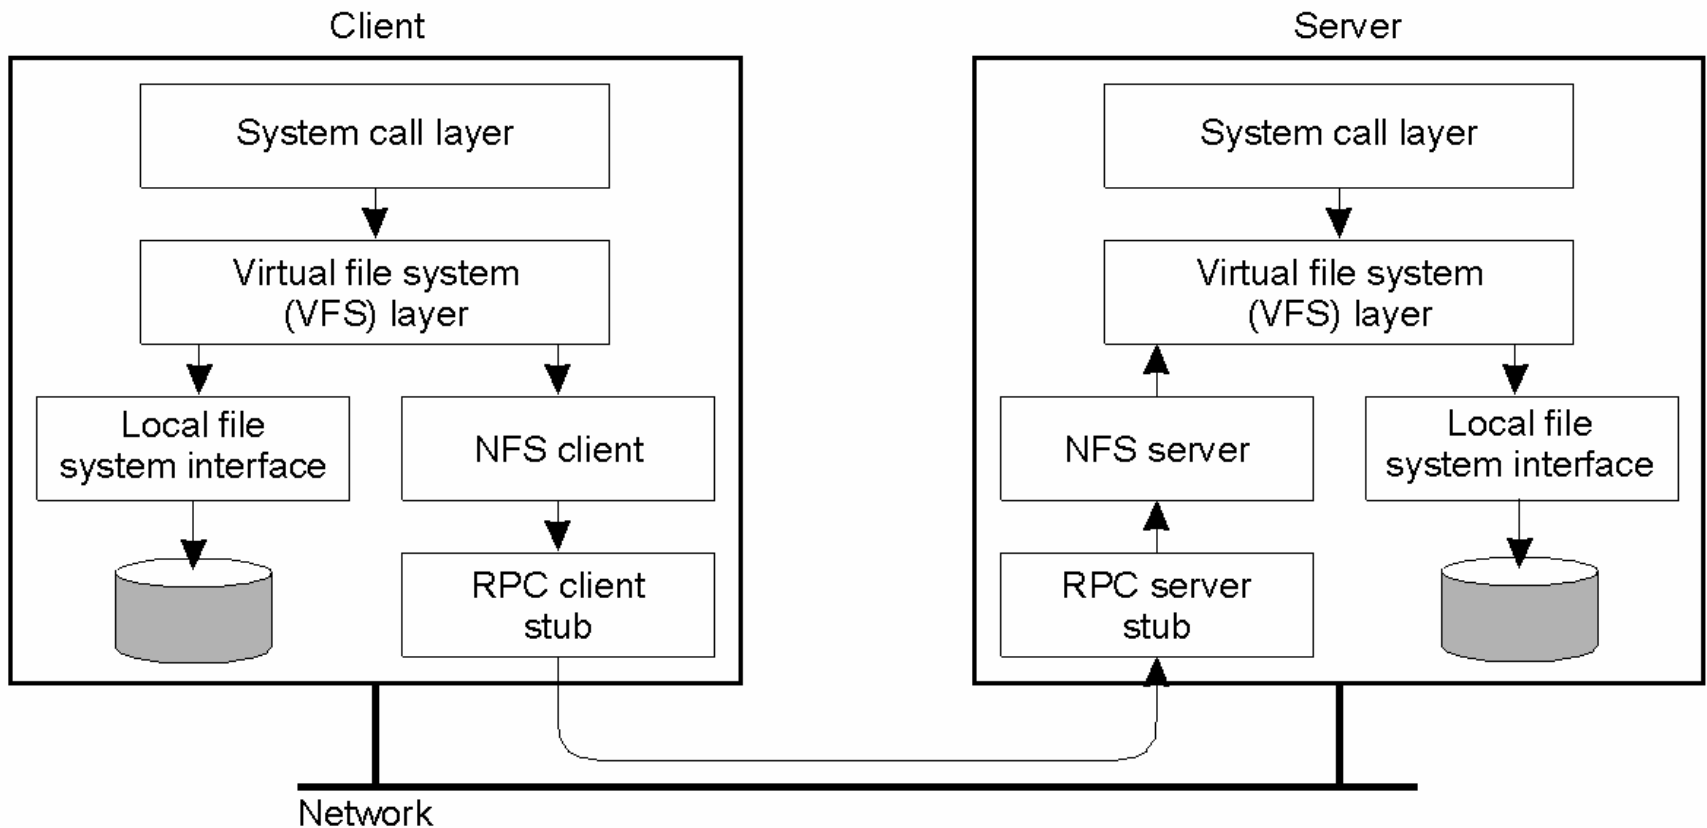 Client
Server
System call layer
System call layer
Virtual file system
(VFS) layer
Virtual file system
(VFS) layer
Local file
system interface
NFS client
NFS server
Local file
system interface
RPC client
stub
RPC server
stub
Network